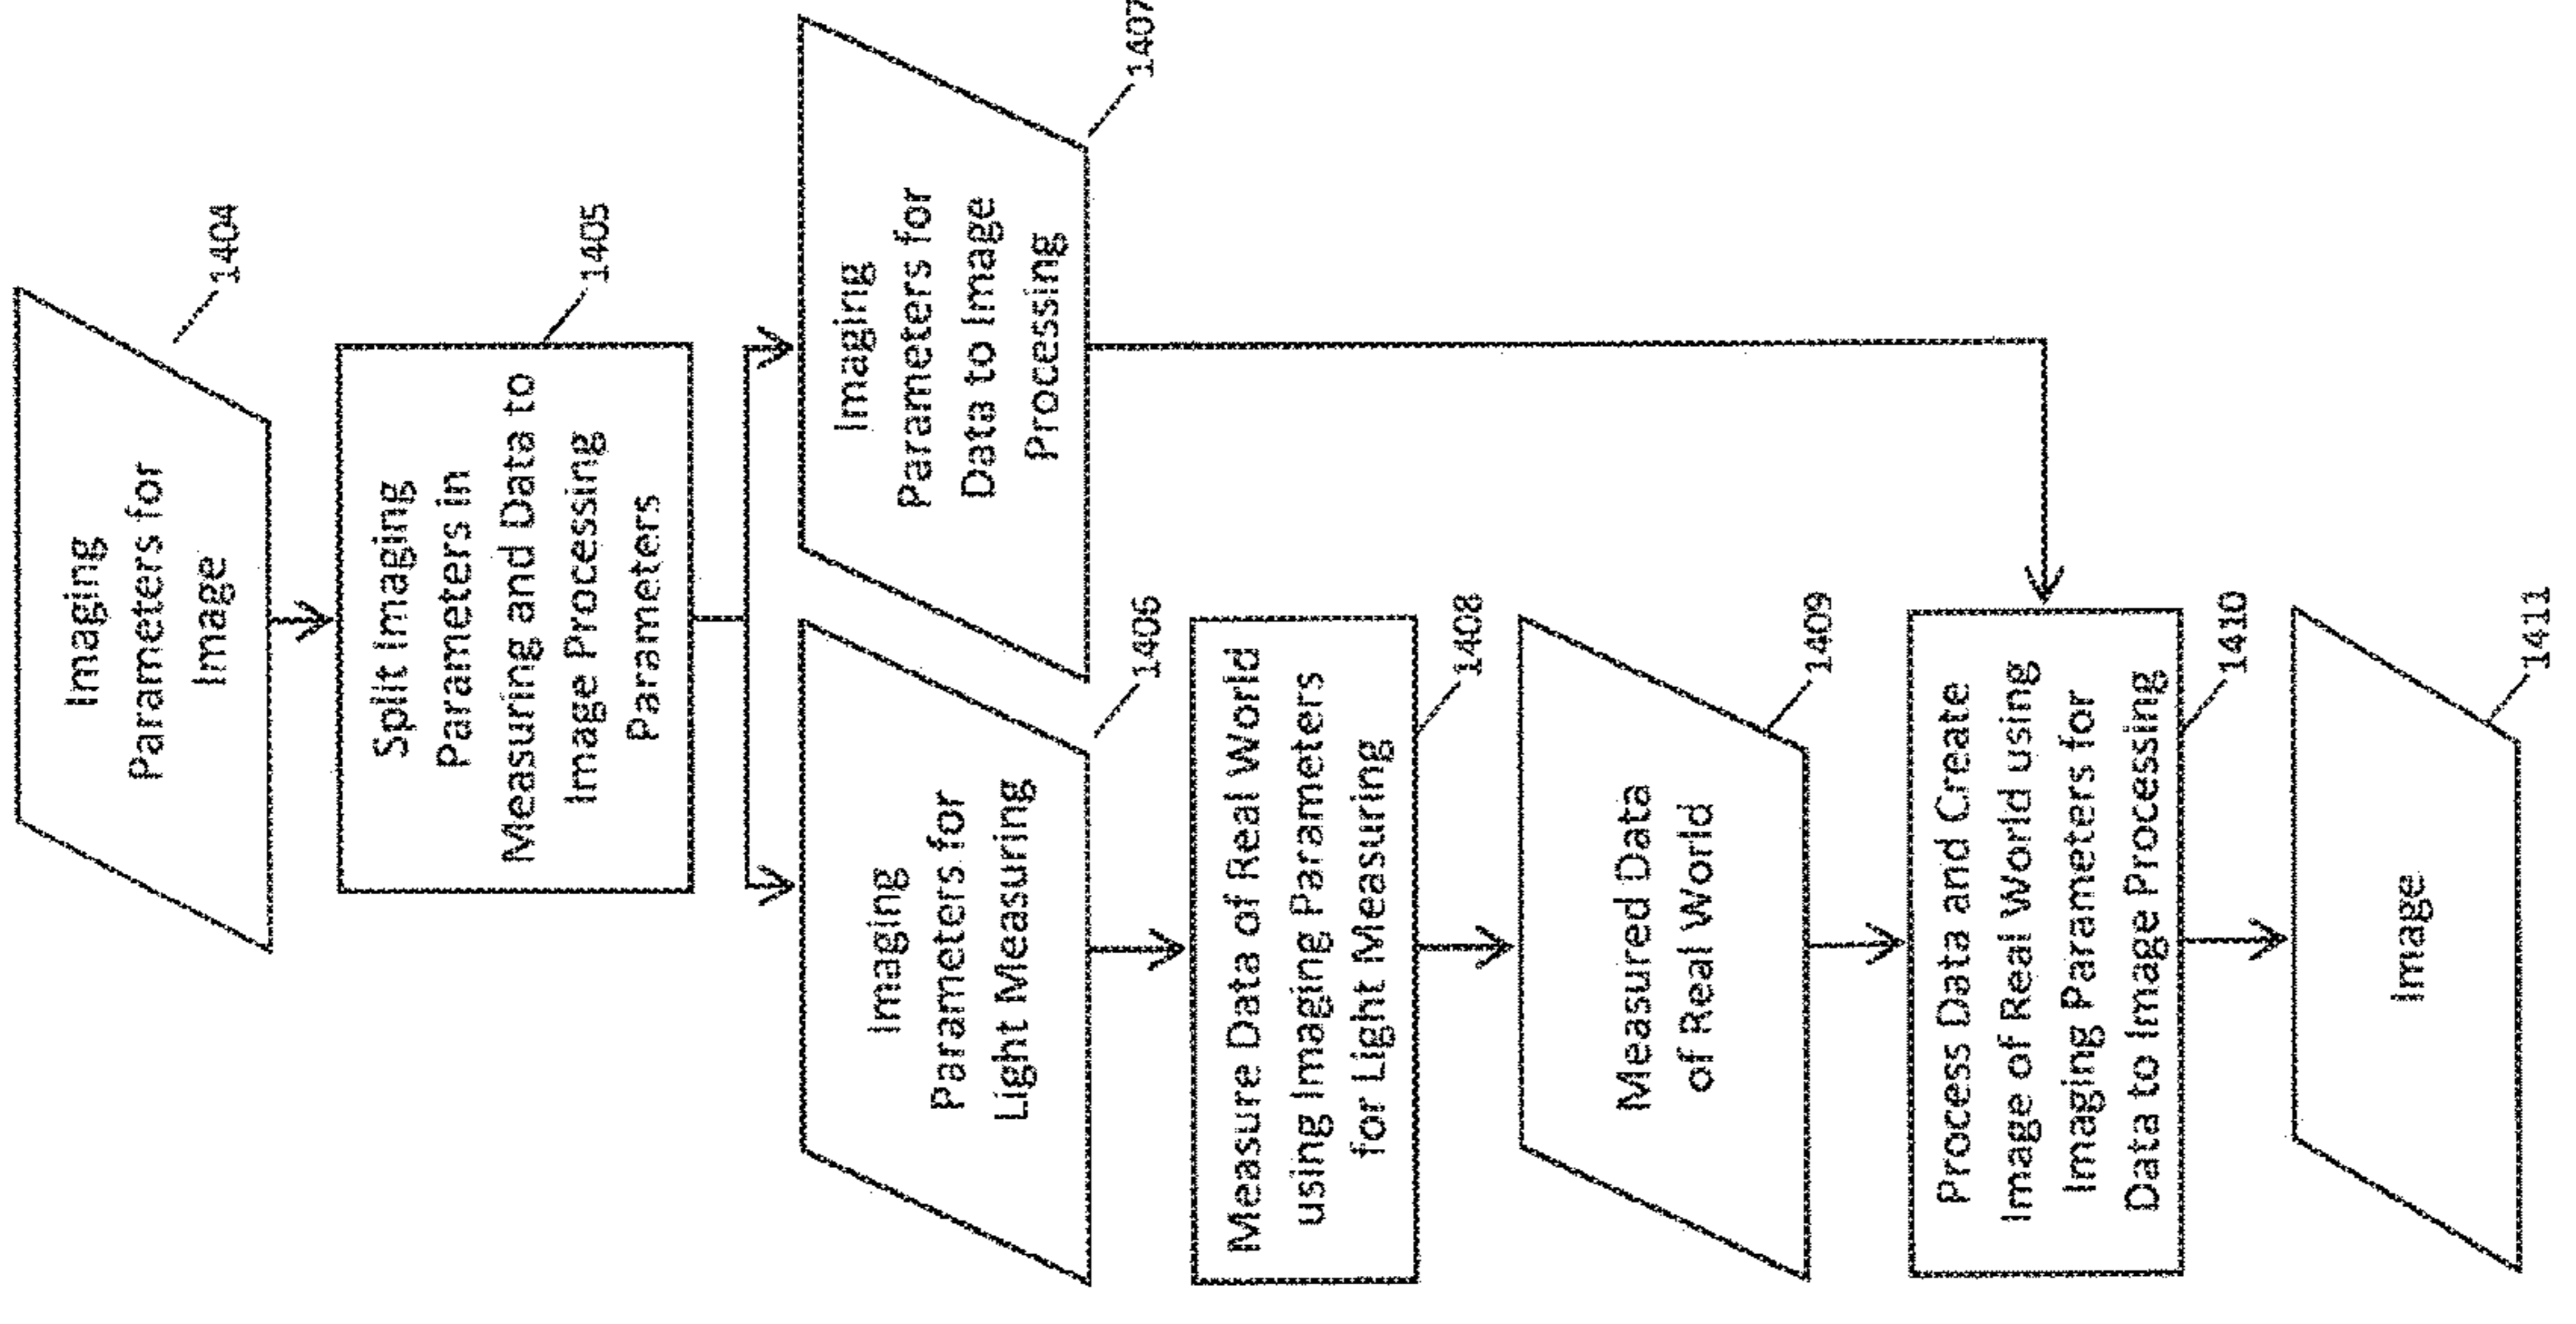 Imaging
Parameters for
Image
1404
Split Imaging
Parameters in
Measuring and Data to
Image Processing
Parameters
1405
Imaging
Parameters for
Light Measuring
1406
Imaging
Parameters for
Data to Image
Processing
1407
Measure Data of Real World
using Imaging Parameters
for Light Measuring
1408
Measured Data
of Real World
1409
Process Data and Create
Image of Real World using
Imaging Parameters for
Data to Image Processing
1410
Image
1411